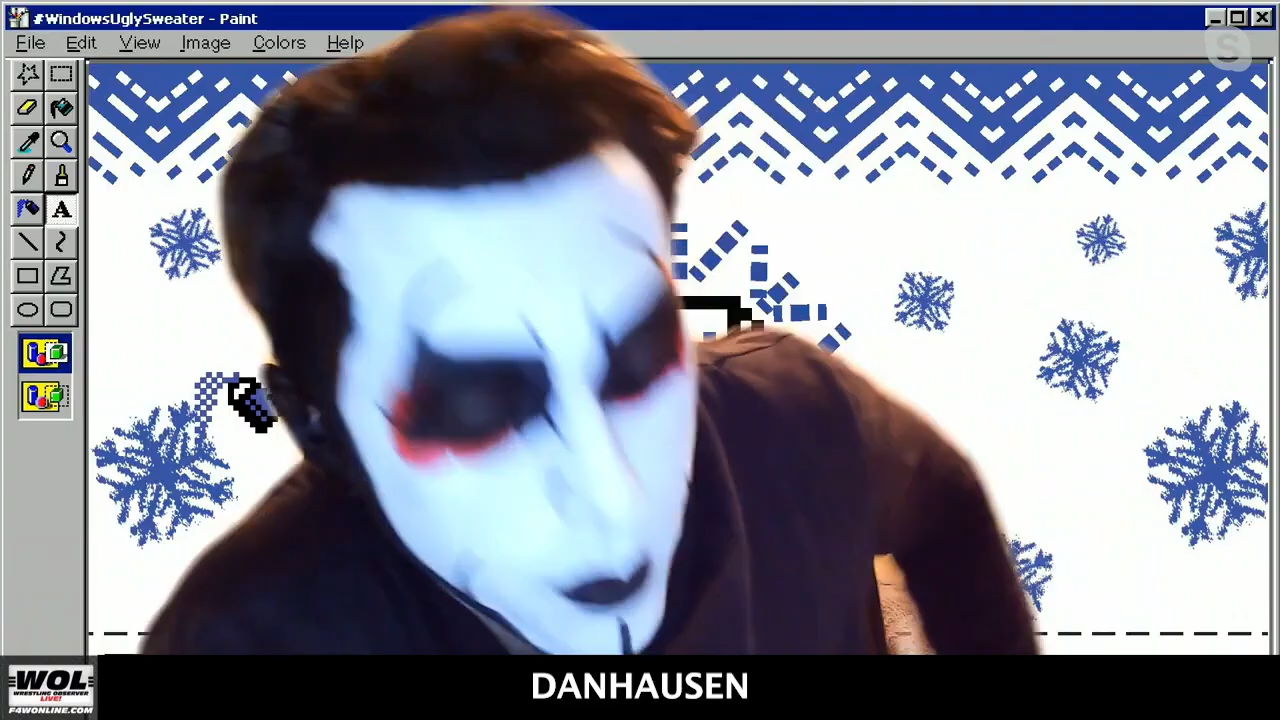 #WindowsUglySweater - Paint
File Edit View Image Colors Help
S
A
WOL
WRESTLING OBSERVER
LIVE!
F4WONLINE.COM
DANHAUSEN